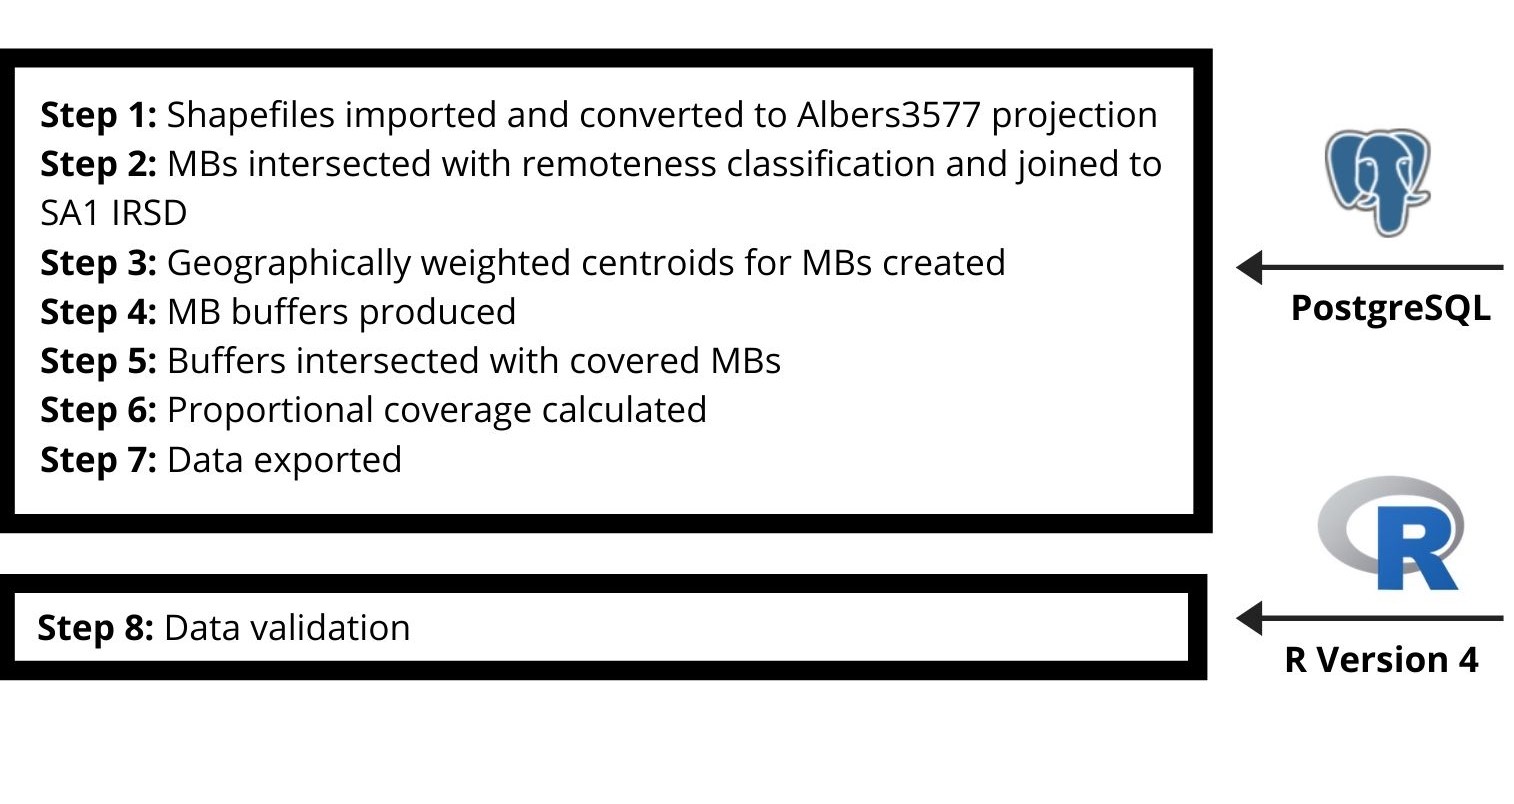 Step 1: Shapefiles imported and converted to Albers3577 projection
Step 2: MBs intersected with remoteness classification and joined to
SA1 IRSD
Step 3: Geographically weighted centroids for MBs created
Step 4: MB buffers produced
Step 5: Buffers intersected with covered MBs
Step 6: Proportional coverage calculated
Step 7: Data exported
PostgreSQL
Step 8: Data validation
R
R Version 4